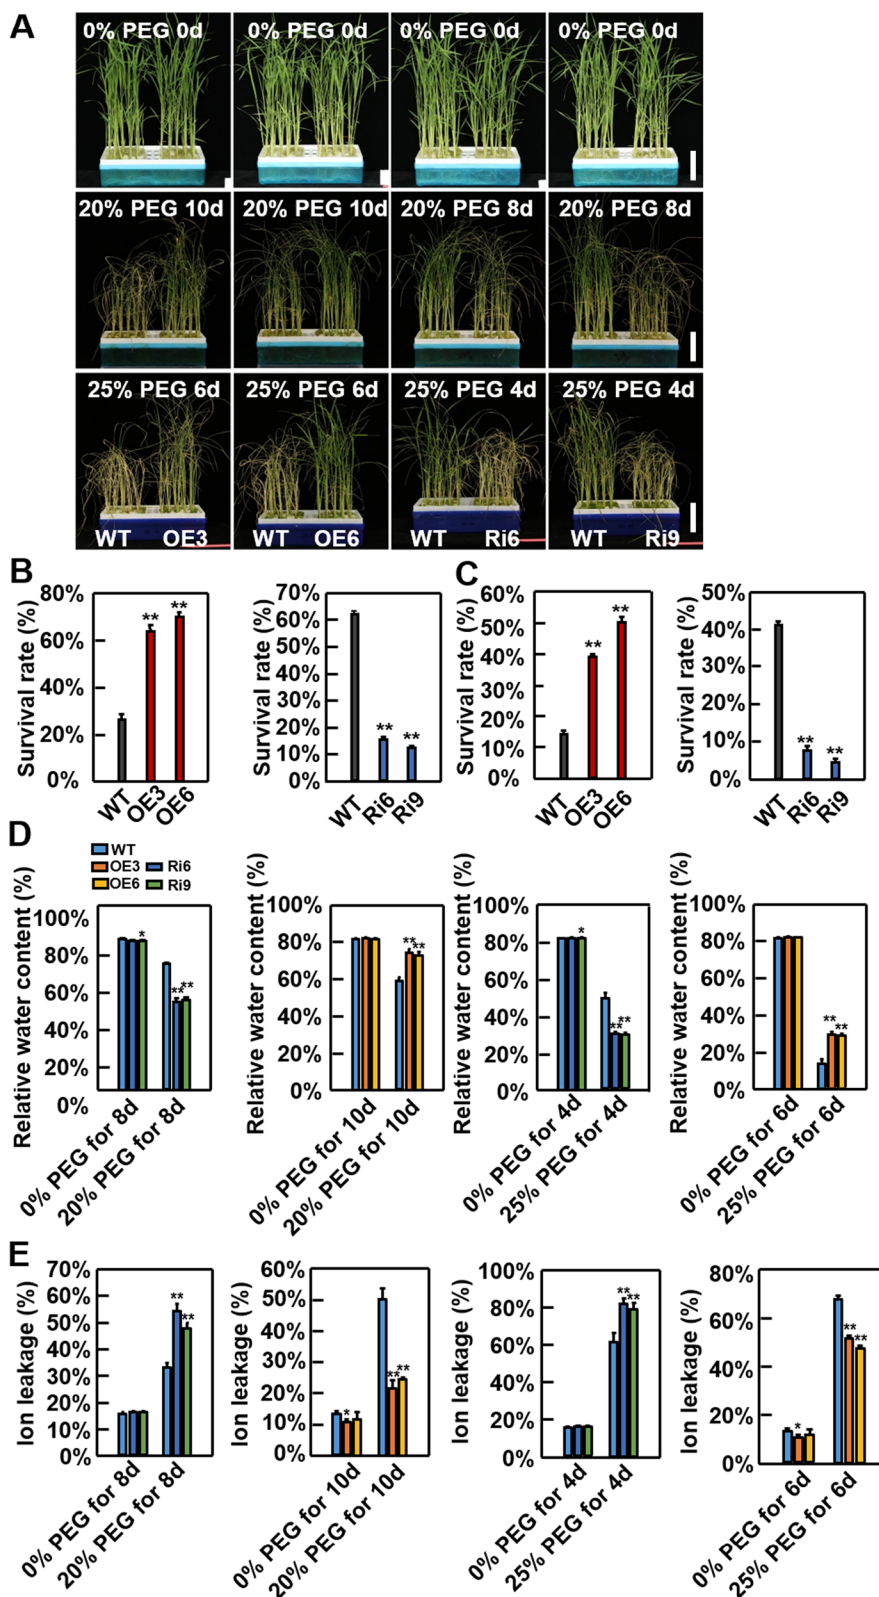 A
0% PEG 0d 0% PEG 0d 0% PEG 0d 0% PEG 0d
20% PEG 10d 20% PEG 10d 20% PEG 8d 20% PEG 8d
25% PEG 6d 25% PEG 6d 25% PEG 4d 25% PEG 4d
WT OE3 WT OE6 WT Ri6 WT Ri9
B
Survival rate (%)
80%
60%
40%
20%
0%
** **
WT OE3 OE6
Survival rate (%)
70%
60%
50%
40%
30%
20%
10%
0%
** **
WT Ri6 Ri9
C
Survival rate (%)
60%
50%
40%
30%
20%
10%
0%
** **
WT OE3 OE6
Survival rate (%)
50%
40%
30%
20%
10%
0%
** **
WT Ri6 Ri9
D
WT
OE3 Ri6
OE6 Ri9
Relative water content (%)
100%
80%
60%
40%
20%
0%
*
** **
0% PEG for 8d
20% PEG for 8d
Relative water content (%)
100%
80%
60%
40%
20%
0%
** **
0% PEG for 10d
20% PEG for 10d
Relative water content (%)
100%
80%
60%
40%
20%
0%
*
** **
0% PEG for 4d
25% PEG for 4d
Relative water content (%)
100%
80%
60%
40%
20%
0%
** **
0% PEG for 6d
25% PEG for 6d
E
Ion leakage (%)
70%
60%
50%
40%
30%
20%
10%
0%
** **
0% PEG for 8d
20% PEG for 8d
Ion leakage (%)
60%
50%
40%
30%
20%
10%
0%
*
** **
0% PEG for 10d
20% PEG for 10d
Ion leakage (%)
100%
80%
60%
40%
20%
0%
** **
0% PEG for 4d
25% PEG for 4d
Ion leakage (%)
80%
60%
40%
20%
0%
*
** **
0% PEG for 6d
25% PEG for 6d